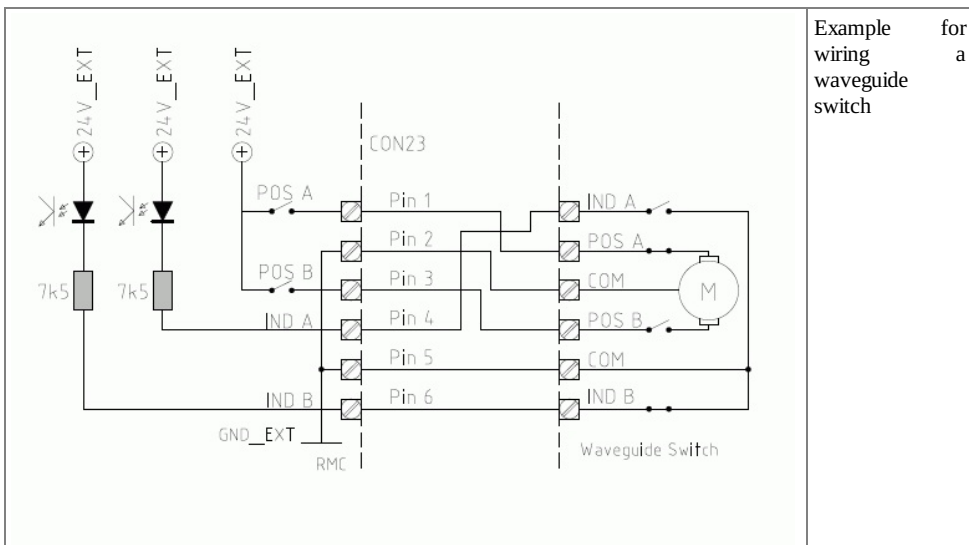 24V_EXT
24V_EXT
24V_EXT
CON23
POS A
Pin 1
IND A
Pin 2
POS A
7k5
7k5
POS B
Pin 3
COM
M
IND A
Pin 4
POS B
Pin 5
COM
IND B
Pin 6
IND B
GND_EXT
RMC
Waveguide Switch
Example for
wiring a
waveguide
switch